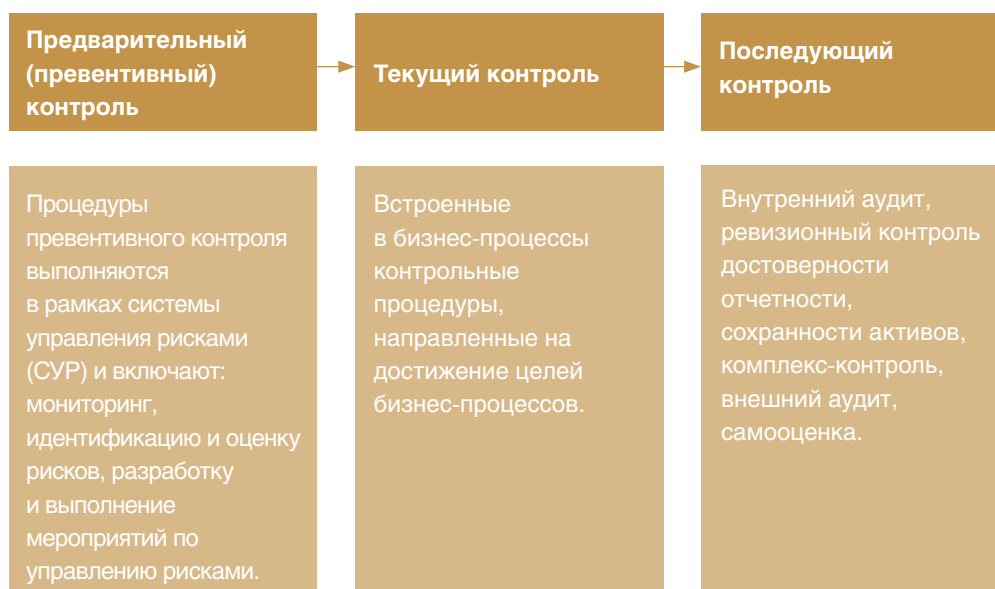 Предварительный
(превентивный)
контроль
Текущий контроль
Последующий
контроль
Процедуры
превентивного контроля
выполняются
в рамках системы
управления рисками
(СУР) и включают:
мониторинг,
идентификацию и оценку
рисков, разработку
и выполнение
мероприятий по
управлению рисками.
Встроенные
в бизнес-процессы
контрольные
процедуры,
направленные на
достижение целей
бизнес-процессов.
Внутренний аудит,
ревизионный контроль
достоверности
отчетности,
сохранности активов,
комплекс-контроль,
внешний аудит,
самооценка.